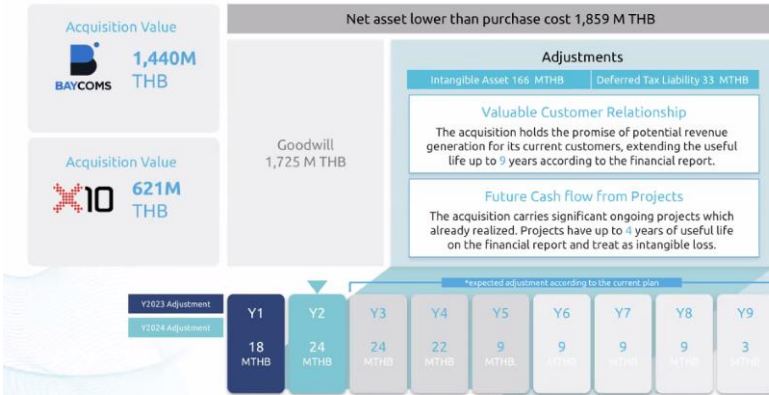 Net asset lower than purchase cost 1,859 M THB
Acquisition Value
BAYCOMS
1,440M
THB
Acquisition Value
X10
621M
THB
Goodwill
1,725 M THB
Adjustments
Intangible Asset 166 MTHB
Deferred Tax Liability 33 MTHB
Valuable Customer Relationship
The acquisition holds the promise of potential revenue
generation for its current customers, extending the useful
life up to 9 years according to the financial report.
Future Cash flow from Projects
The acquisition carries significant ongoing projects which
already realized. Projects have up to 4 years of useful life
on the financial report and treat as intangible loss.
*expected adjustment according to the current plan
Y2023 Adjustment
Y2024 Adjustment
Y1
18
MTHB
Y2
24
MTHB
Y3
24
MTHB
Y4
22
MTHB
Y5
9
MTHB
Y6
9
MTHB
Y7
9
MTHB
Y8
9
MTHB
Y9
3
MTHB